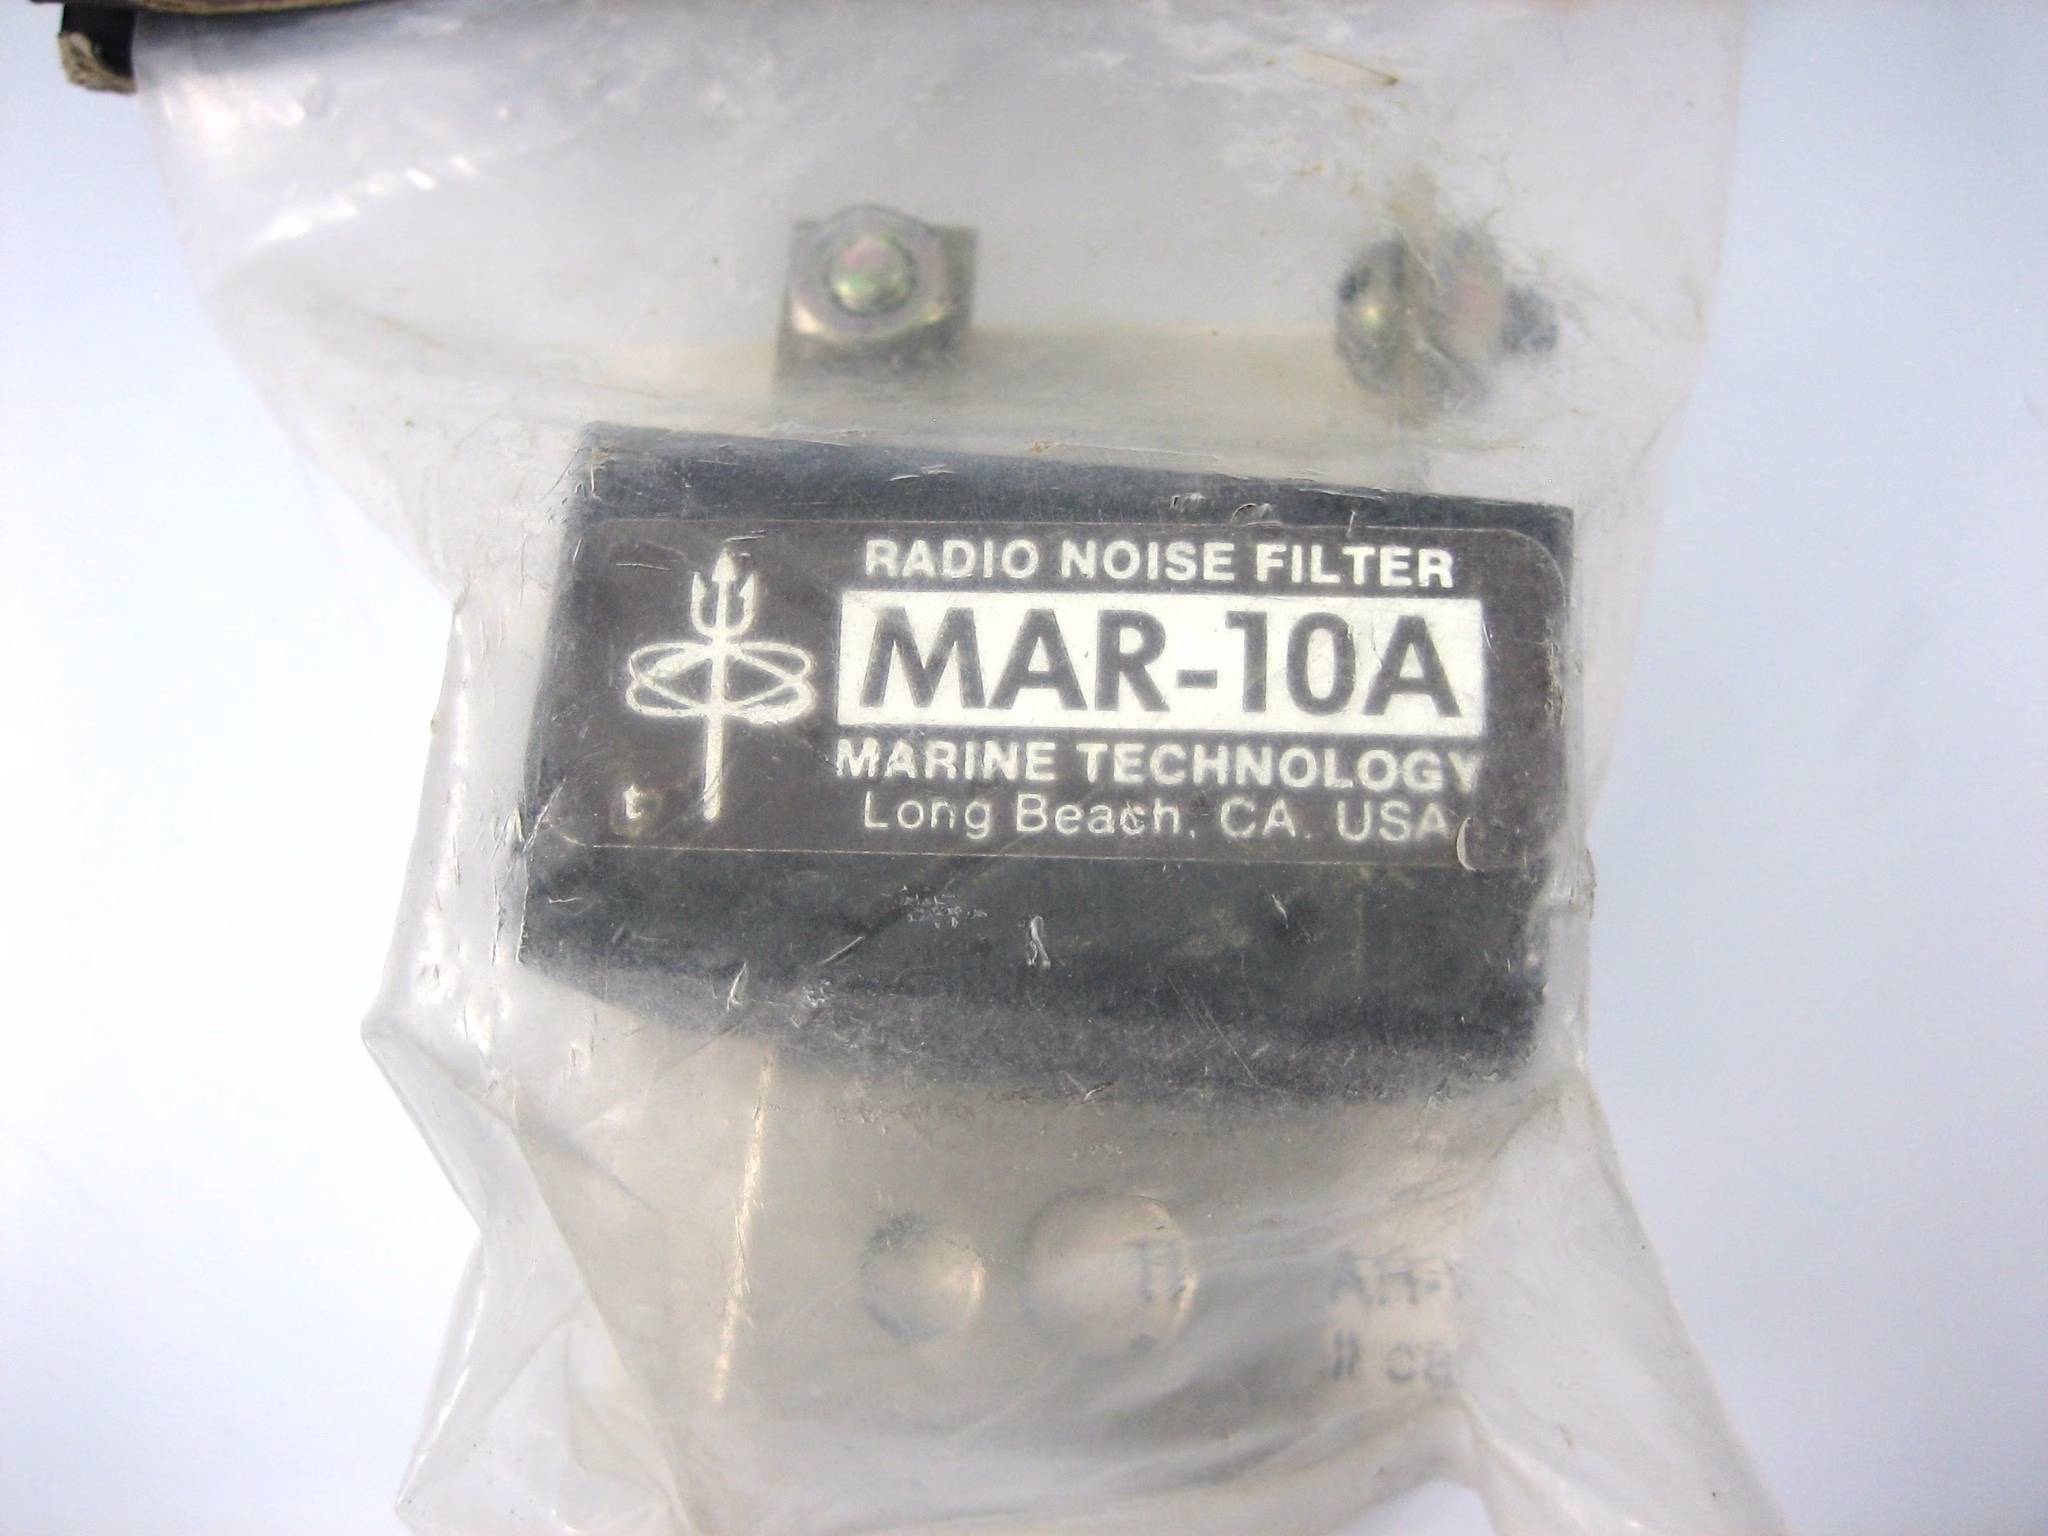 RADIO NOISE FILTER
MAR-10A
MARINE TECHNOLOGY
Long Beach, CA. USA